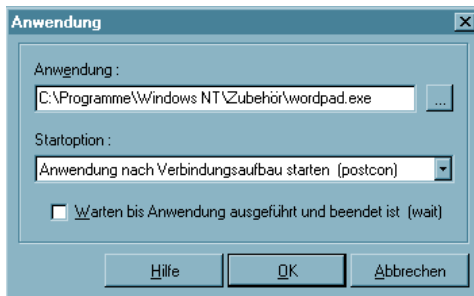 Anwendung
Anwendung :
C:\Programme\Windows NT\Zubehör\wordpad.exe
...
Startoption :
Anwendung nach Verbindungsaufbau starten (postcon)
Warten bis Anwendung ausgeführt und beendet ist (wait)
Hilfe OK Abbrechen